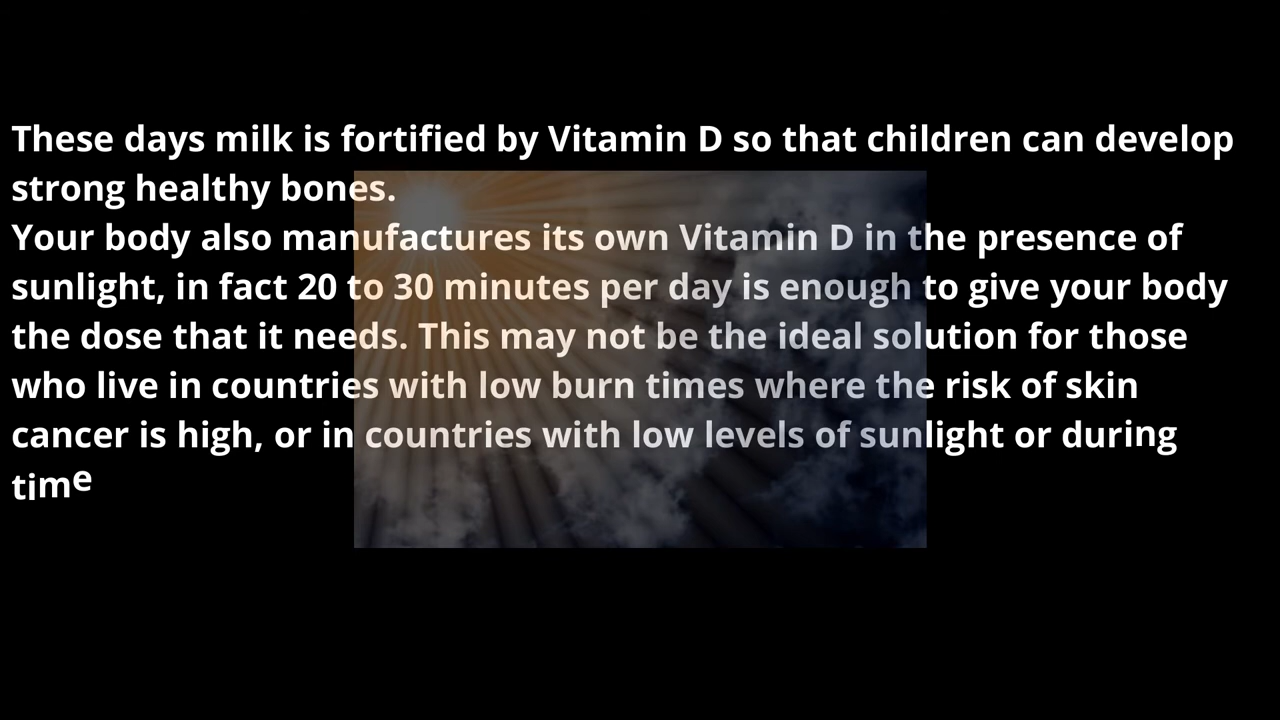 These days milk is fortified by Vitamin D so that children can develop
strong healthy bones.
Your body also manufactures its own Vitamin D in the presence of
sunlight, in fact 20 to 30 minutes per day is enough to give your body
the dose that it needs. This may not be the ideal solution for those
who live in countries with low burn times where the risk of skin
cancer is high, or in countries with low levels of sunlight or during
time